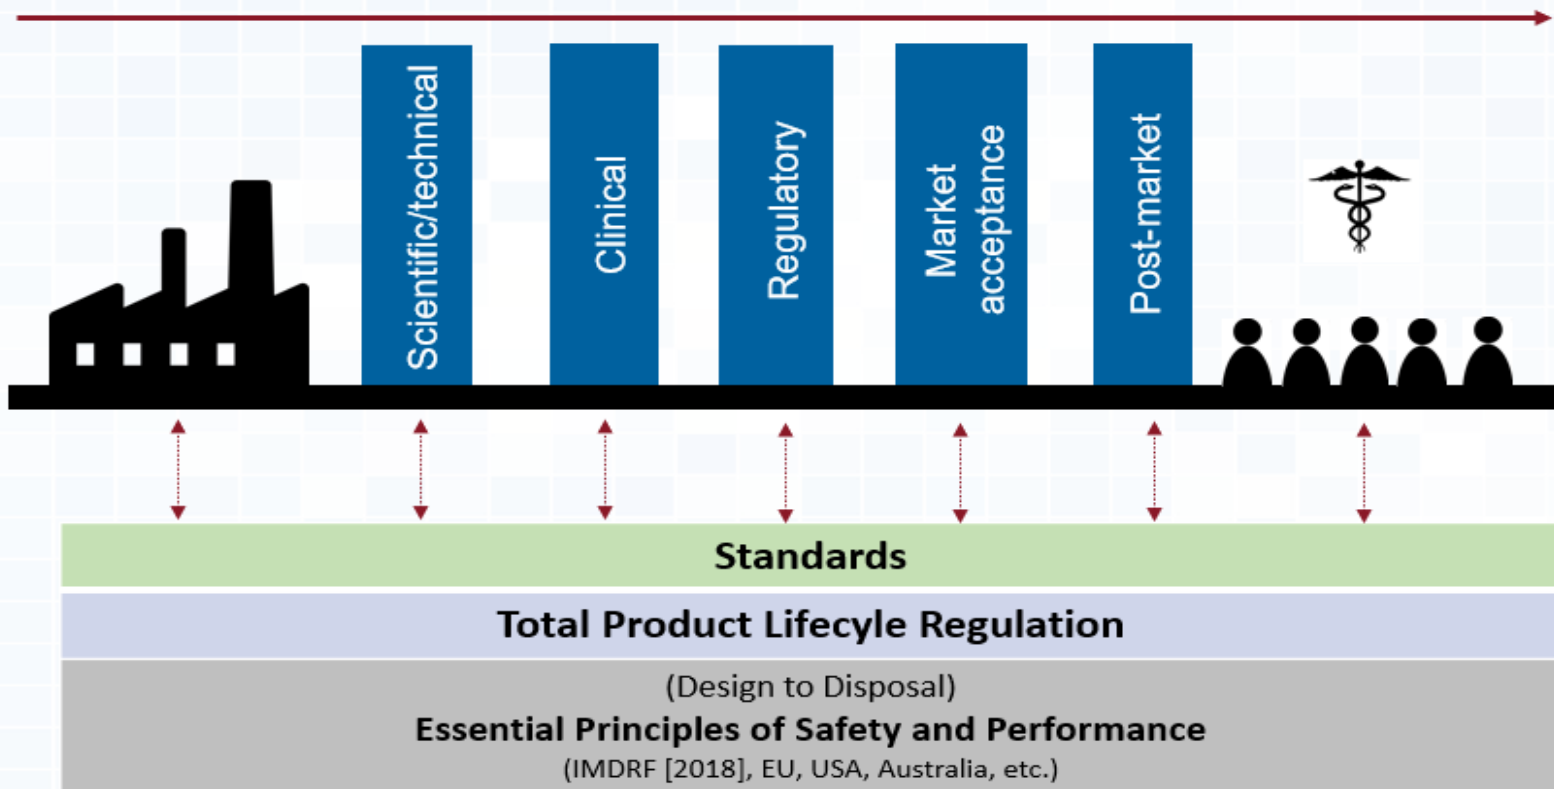 Scientific/technical
Clinical
Regulatory
Market
acceptance
Post-market
Standards
Total Product Lifecyle Regulation
(Design to Disposal)
Essential Principles of Safety and Performance
(IMDRF [2018], EU, USA, Australia, etc.)